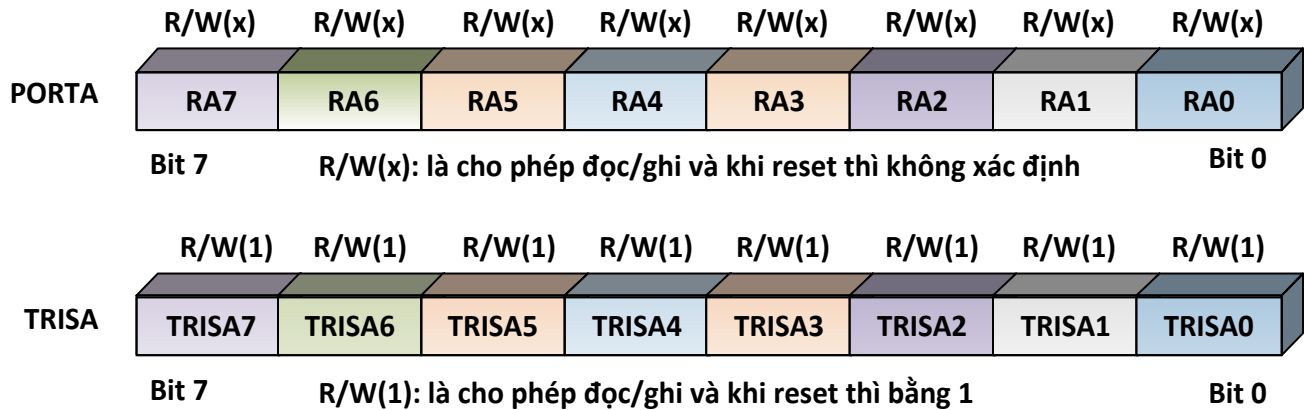 R/W(x) R/W(x) R/W(x) R/W(x) R/W(x) R/W(x) R/W(x) R/W(x)
PORTA RA7 RA6 RA5 RA4 RA3 RA2 RA1 RA0
Bit 7 R/W(x): là cho phép đọc/ghi và khi reset thì không xác định Bit 0
R/W(1) R/W(1) R/W(1) R/W(1) R/W(1) R/W(1) R/W(1) R/W(1)
TRISA TRISA7 TRISA6 TRISA5 TRISA4 TRISA3 TRISA2 TRISA1 TRISA0
Bit 7 R/W(1): là cho phép đọc/ghi và khi reset thì bằng 1 Bit 0